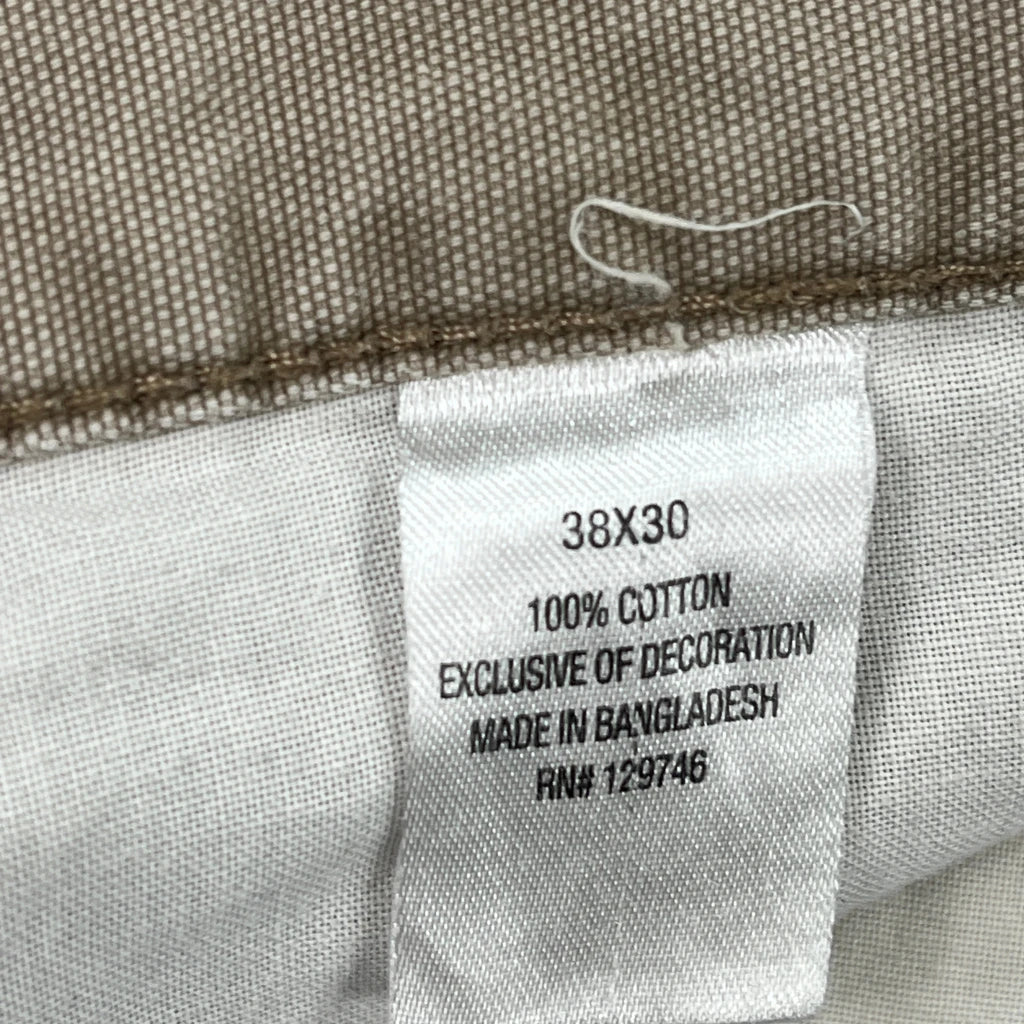 38X30
100% COTTON
EXCLUSIVE OF DECORATION
MADE IN BANGLADESH
RN# 129746